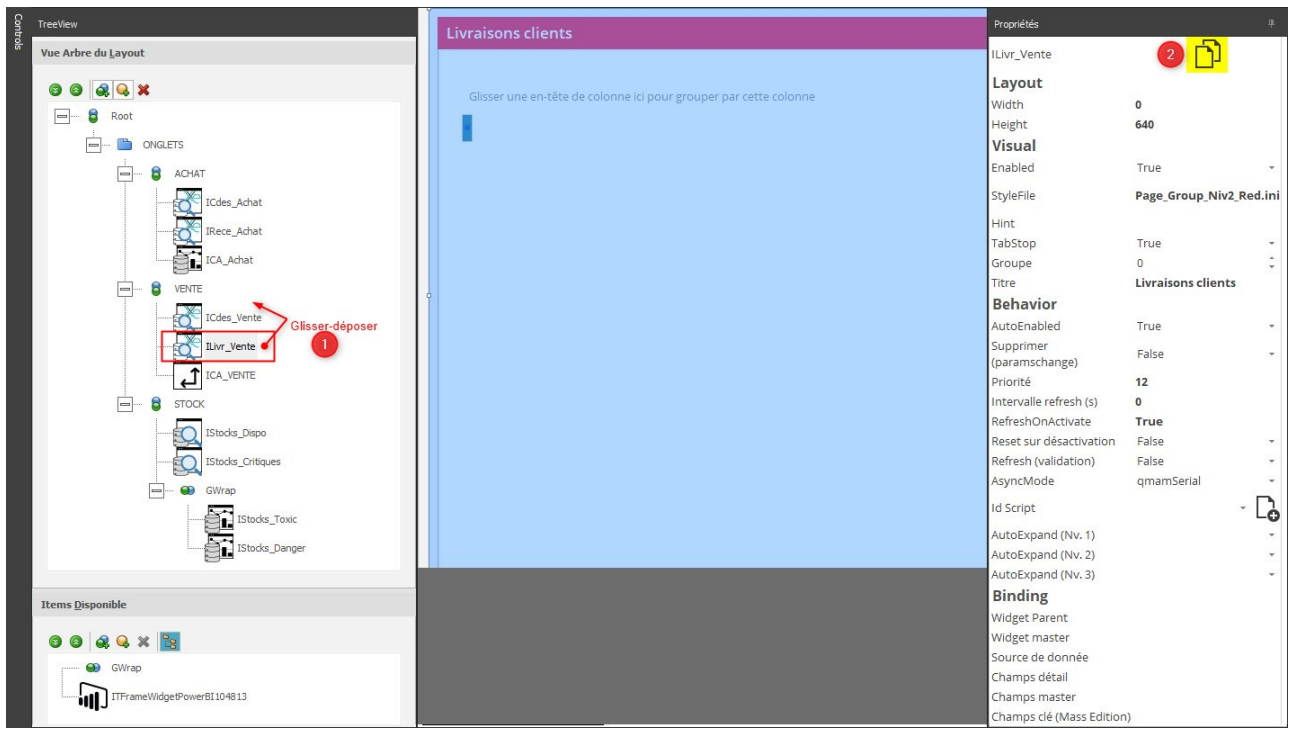 Controls
TreeView
Vue Arbre du Layout
Root
ONGLETS
ACHAT
ICdes_Achat
IRece_Achat
ICA_Achat
VENTE
ICdes_Vente
Glisser-déposer
1
ILivr_Vente
ICA_VENTE
STOCK
IStocks_Dispo
IStocks_Critiques
GWrap
IStocks_Toxic
IStocks_Danger
Items Disponible
GWrap
ITFrameWidgetPowerBI104813
Livraisons clients
Glisser une en-tête de colonne ici pour grouper par cette colonne
Propriétés
ILivr_Vente
2
Layout
Width 0
Height 640
Visual
Enabled True
StyleFile Page_Group_Niv2_Red.ini
Hint
TabStop True
Groupe 0
Titre Livraisons clients
Behavior
AutoEnabled True
Supprimer
(paramschange) False
Priorité 12
Intervalle refresh (s) 0
RefreshOnActivate True
Reset sur désactivation False
Refresh (validation) False
AsyncMode qmamSerial
Id Script
AutoExpand (Nv. 1)
AutoExpand (Nv. 2)
AutoExpand (Nv. 3)
Binding
Widget Parent
Widget master
Source de donnée
Champs détail
Champs master
Champs clé (Mass Edition)